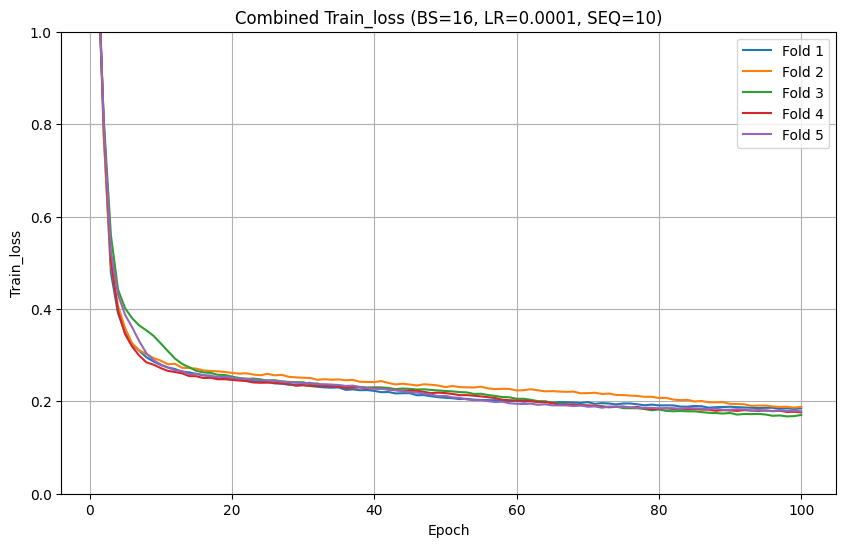 Combined Train_loss (BS=16, LR=0.0001, SEQ=10)
Train_loss
1.0
0.8
0.6
0.4
0.2
0.0
0
20
40
60
80
100
Epoch
Fold 1
Fold 2
Fold 3
Fold 4
Fold 5